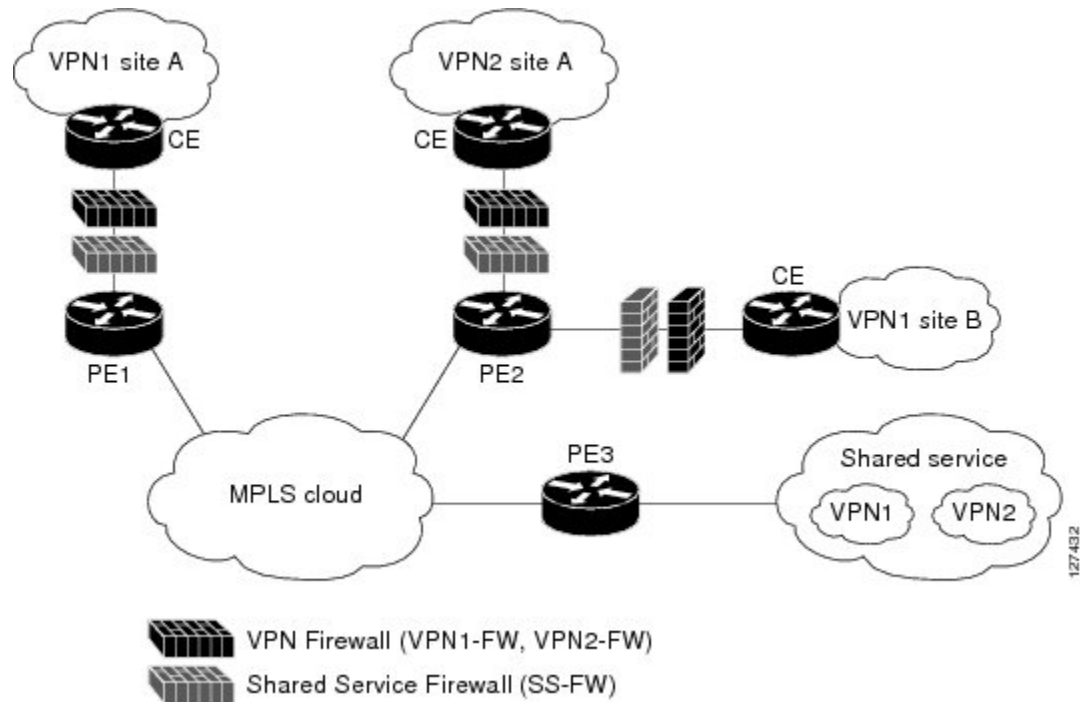 VPN1 site A
VPN2 site A
CE
CE
CE
VPN1 site B
PE1
PE2
PE3
Shared service
MPLS cloud
VPN1
VPN2
127432
VPN Firewall (VPN1-FW, VPN2-FW)
Shared Service Firewall (SS-FW)